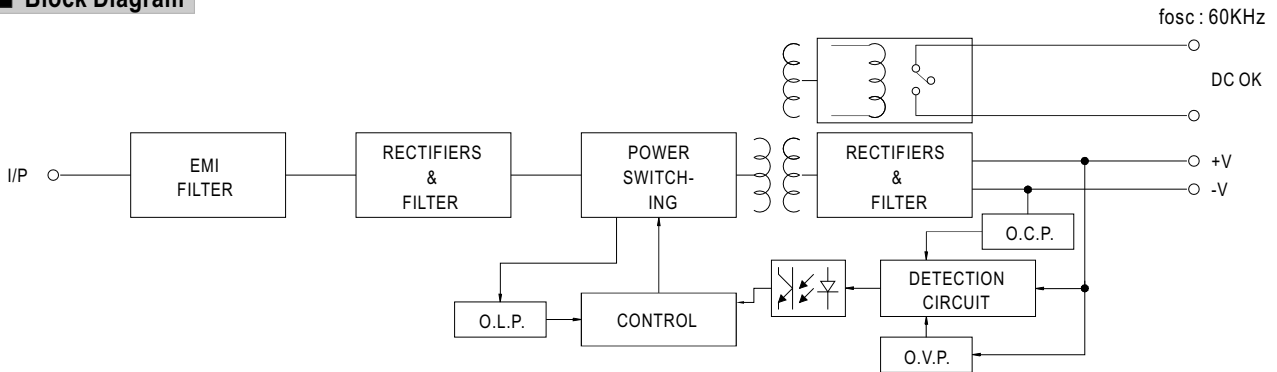 ■ Block Diagram
fosc : 60KHz
DC OK
I/P
EMI
FILTER
RECTIFIERS
&
FILTER
POWER
SWITCH-
ING
RECTIFIERS
&
FILTER
+V
-V
O.C.P.
DETECTION
CIRCUIT
O.L.P.
CONTROL
O.V.P.